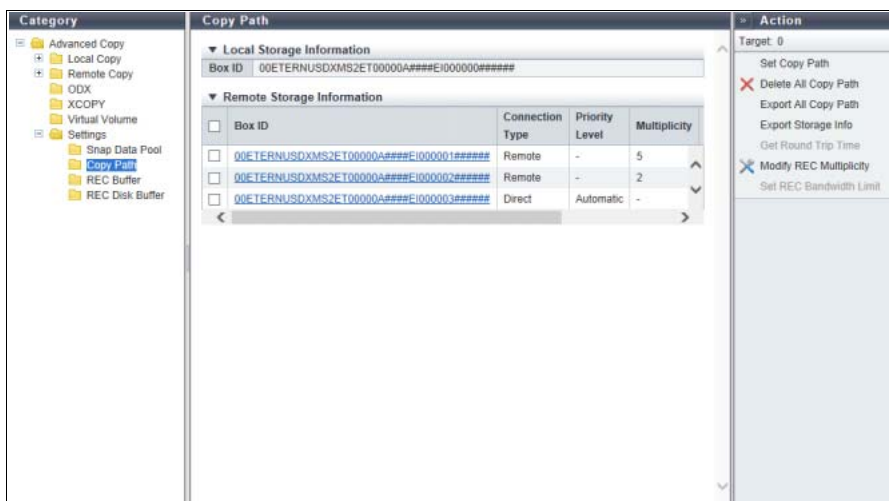 Category
Advanced Copy
Local Copy
Remote Copy
ODX
XCOPY
Virtual Volume
Settings
Snap Data Pool
Copy Path
REC Buffer
REC Disk Buffer
Copy Path
▼ Local Storage Information
Box ID 00ETERNUSDXMS2ET00000A####EI000000######
▼ Remote Storage Information
Box ID Connection Type Priority Level Multiplicity
00ETERNUSDXMS2ET00000A####EI000001###### Remote - 5
00ETERNUSDXMS2ET00000A####EI000002###### Remote - 2
00ETERNUSDXMS2ET00000A####EI000003###### Direct Automatic -
» Action
Target: 0
Set Copy Path
Delete All Copy Path
Export All Copy Path
Export Storage Info
Get Round Trip Time
Modify REC Multiplicity
Set REC Bandwidth Limit